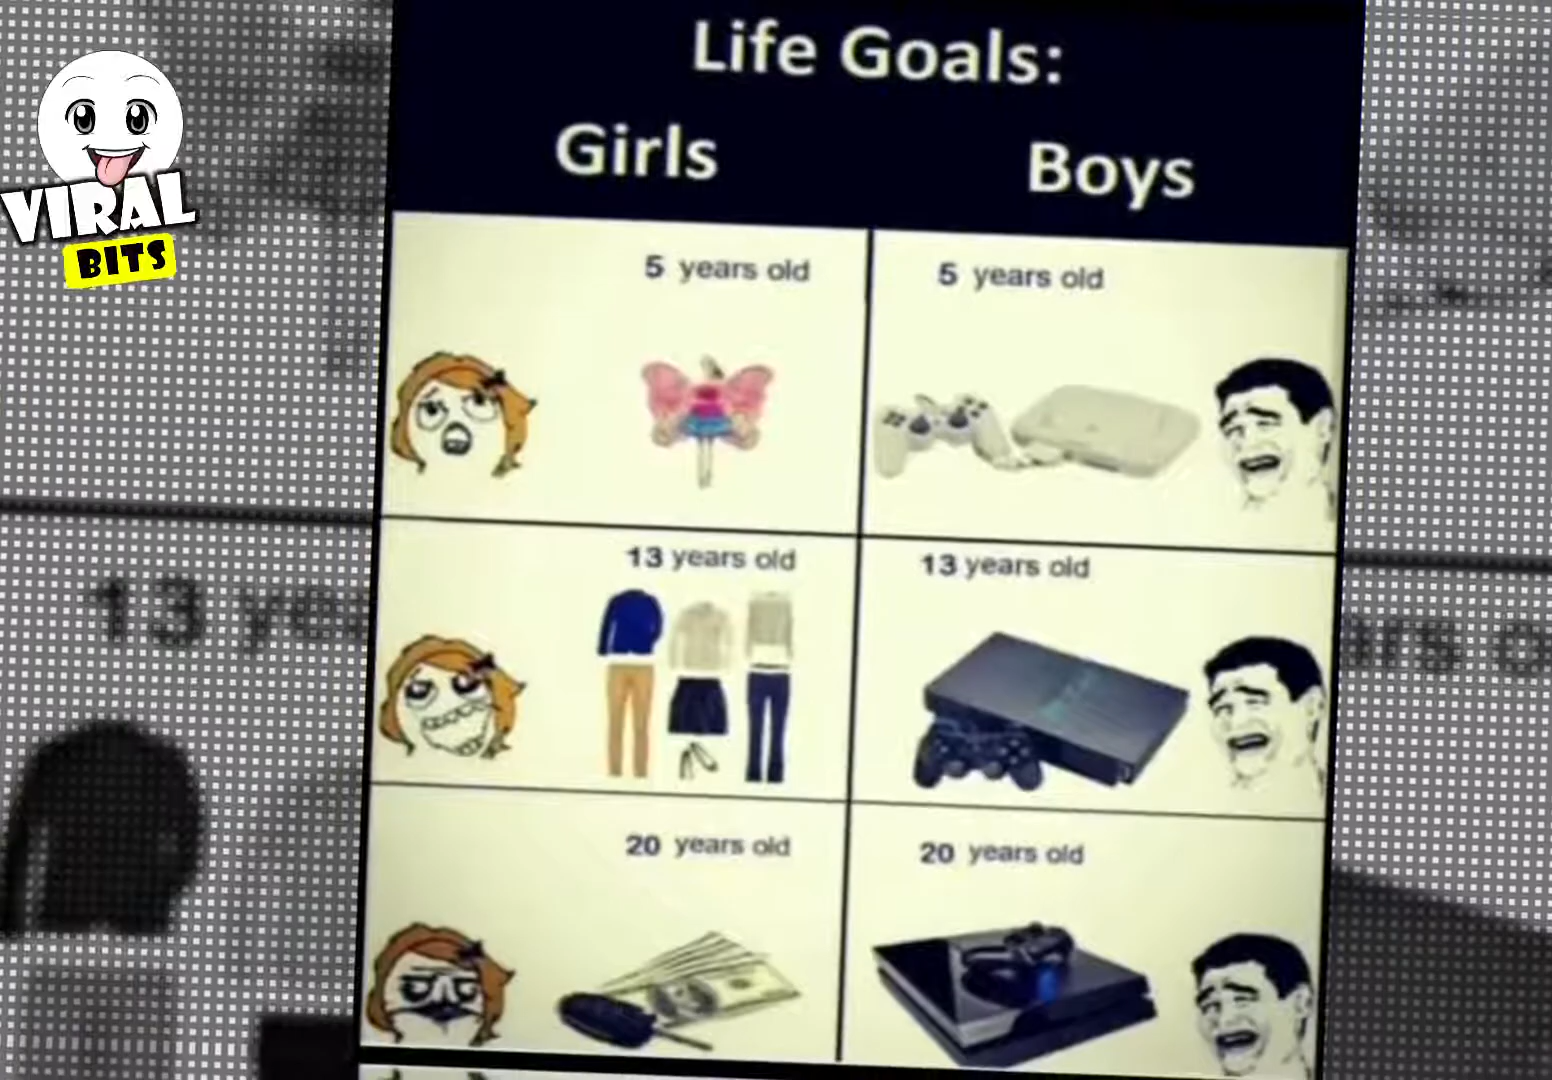 VIRAL
BITS
Life Goals:
Girls
Boys
5 years old
5 years old
13 years old
13 years old
20 years old
20 years old
13